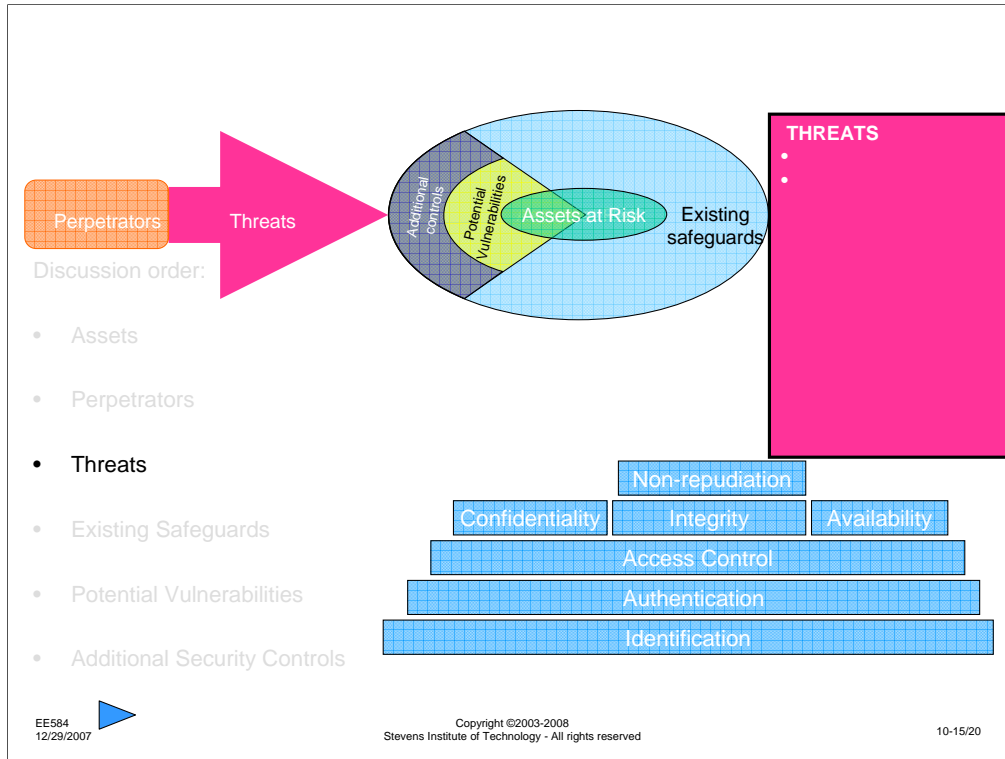 Perpetrators
Threats
Additional
controls
Potential
Vulnerabilities
Assets at Risk
Existing
safeguards
THREATS
•
•
Discussion order:
• Assets
• Perpetrators
• Threats
• Existing Safeguards
• Potential Vulnerabilities
• Additional Security Controls
Non-repudiation
Confidentiality
Integrity
Availability
Access Control
Authentication
Identification
EE584
12/29/2007
Copyright ©2003-2008
Stevens Institute of Technology - All rights reserved
10-15/20